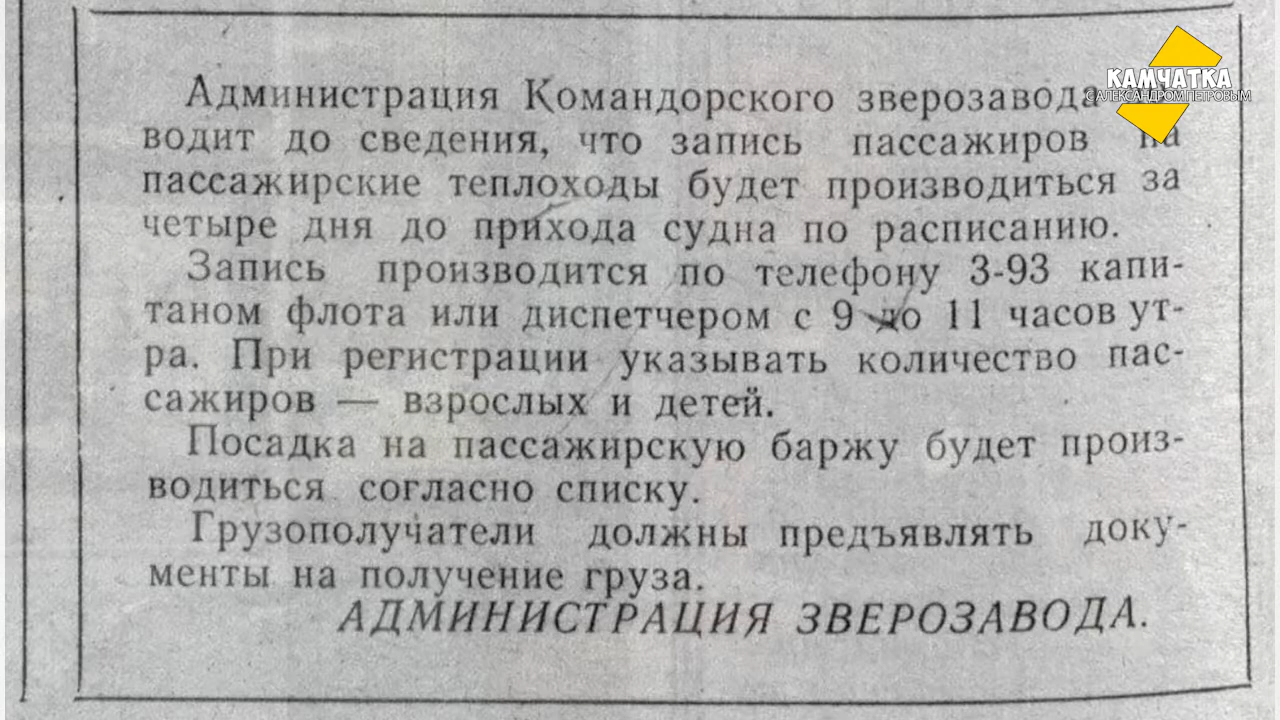 Администрация Командорского зверозавода
водит до сведения, что запись пассажиров на
пассажирские теплоходы будет производиться за
четыре дня до прихода судна по расписанию.
Запись производится по телефону 3-93 капи-
таном флота или диспетчером с 9 до 11 часов ут-
ра. При регистрации указывать количество пас-
сажиров — взрослых и детей.
Посадка на пассажирскую баржу будет произ-
водиться согласно списку.
Грузополучатели должны предъявлять доку-
менты на получение груза.
АДМИНИСТРАЦИЯ ЗВЕРОЗАВОДА.
КАМЧАТКА
С АЛЕКСАНДРОМ ПЕТРОВЫМ